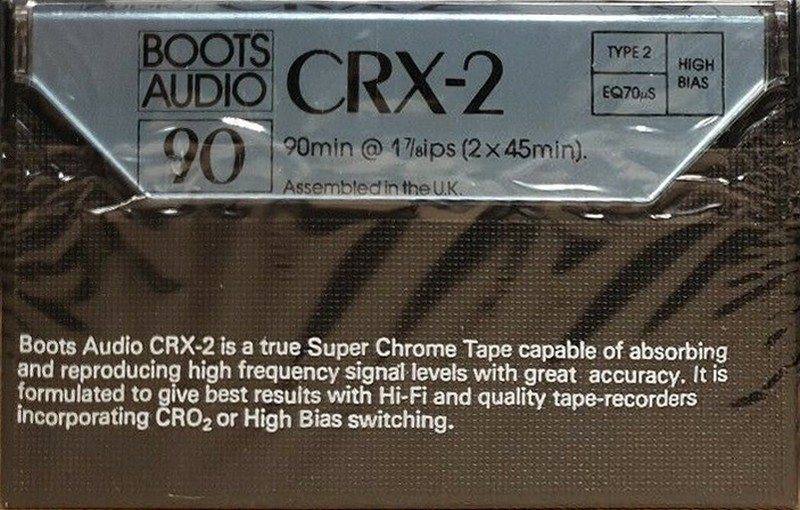 BOOTS
AUDIO
CRX-2
TYPE 2
HIGH
BIAS
EQ70µS
90
90min @ 1 7/8ips (2 x 45min).
Assembled in the U.K.
Boots Audio CRX-2 is a true Super Chrome Tape capable of absorbing
and reproducing high frequency signal levels with great accuracy. It is
formulated to give best results with Hi-Fi and quality tape-recorders
incorporating CRO₂ or High Bias switching.